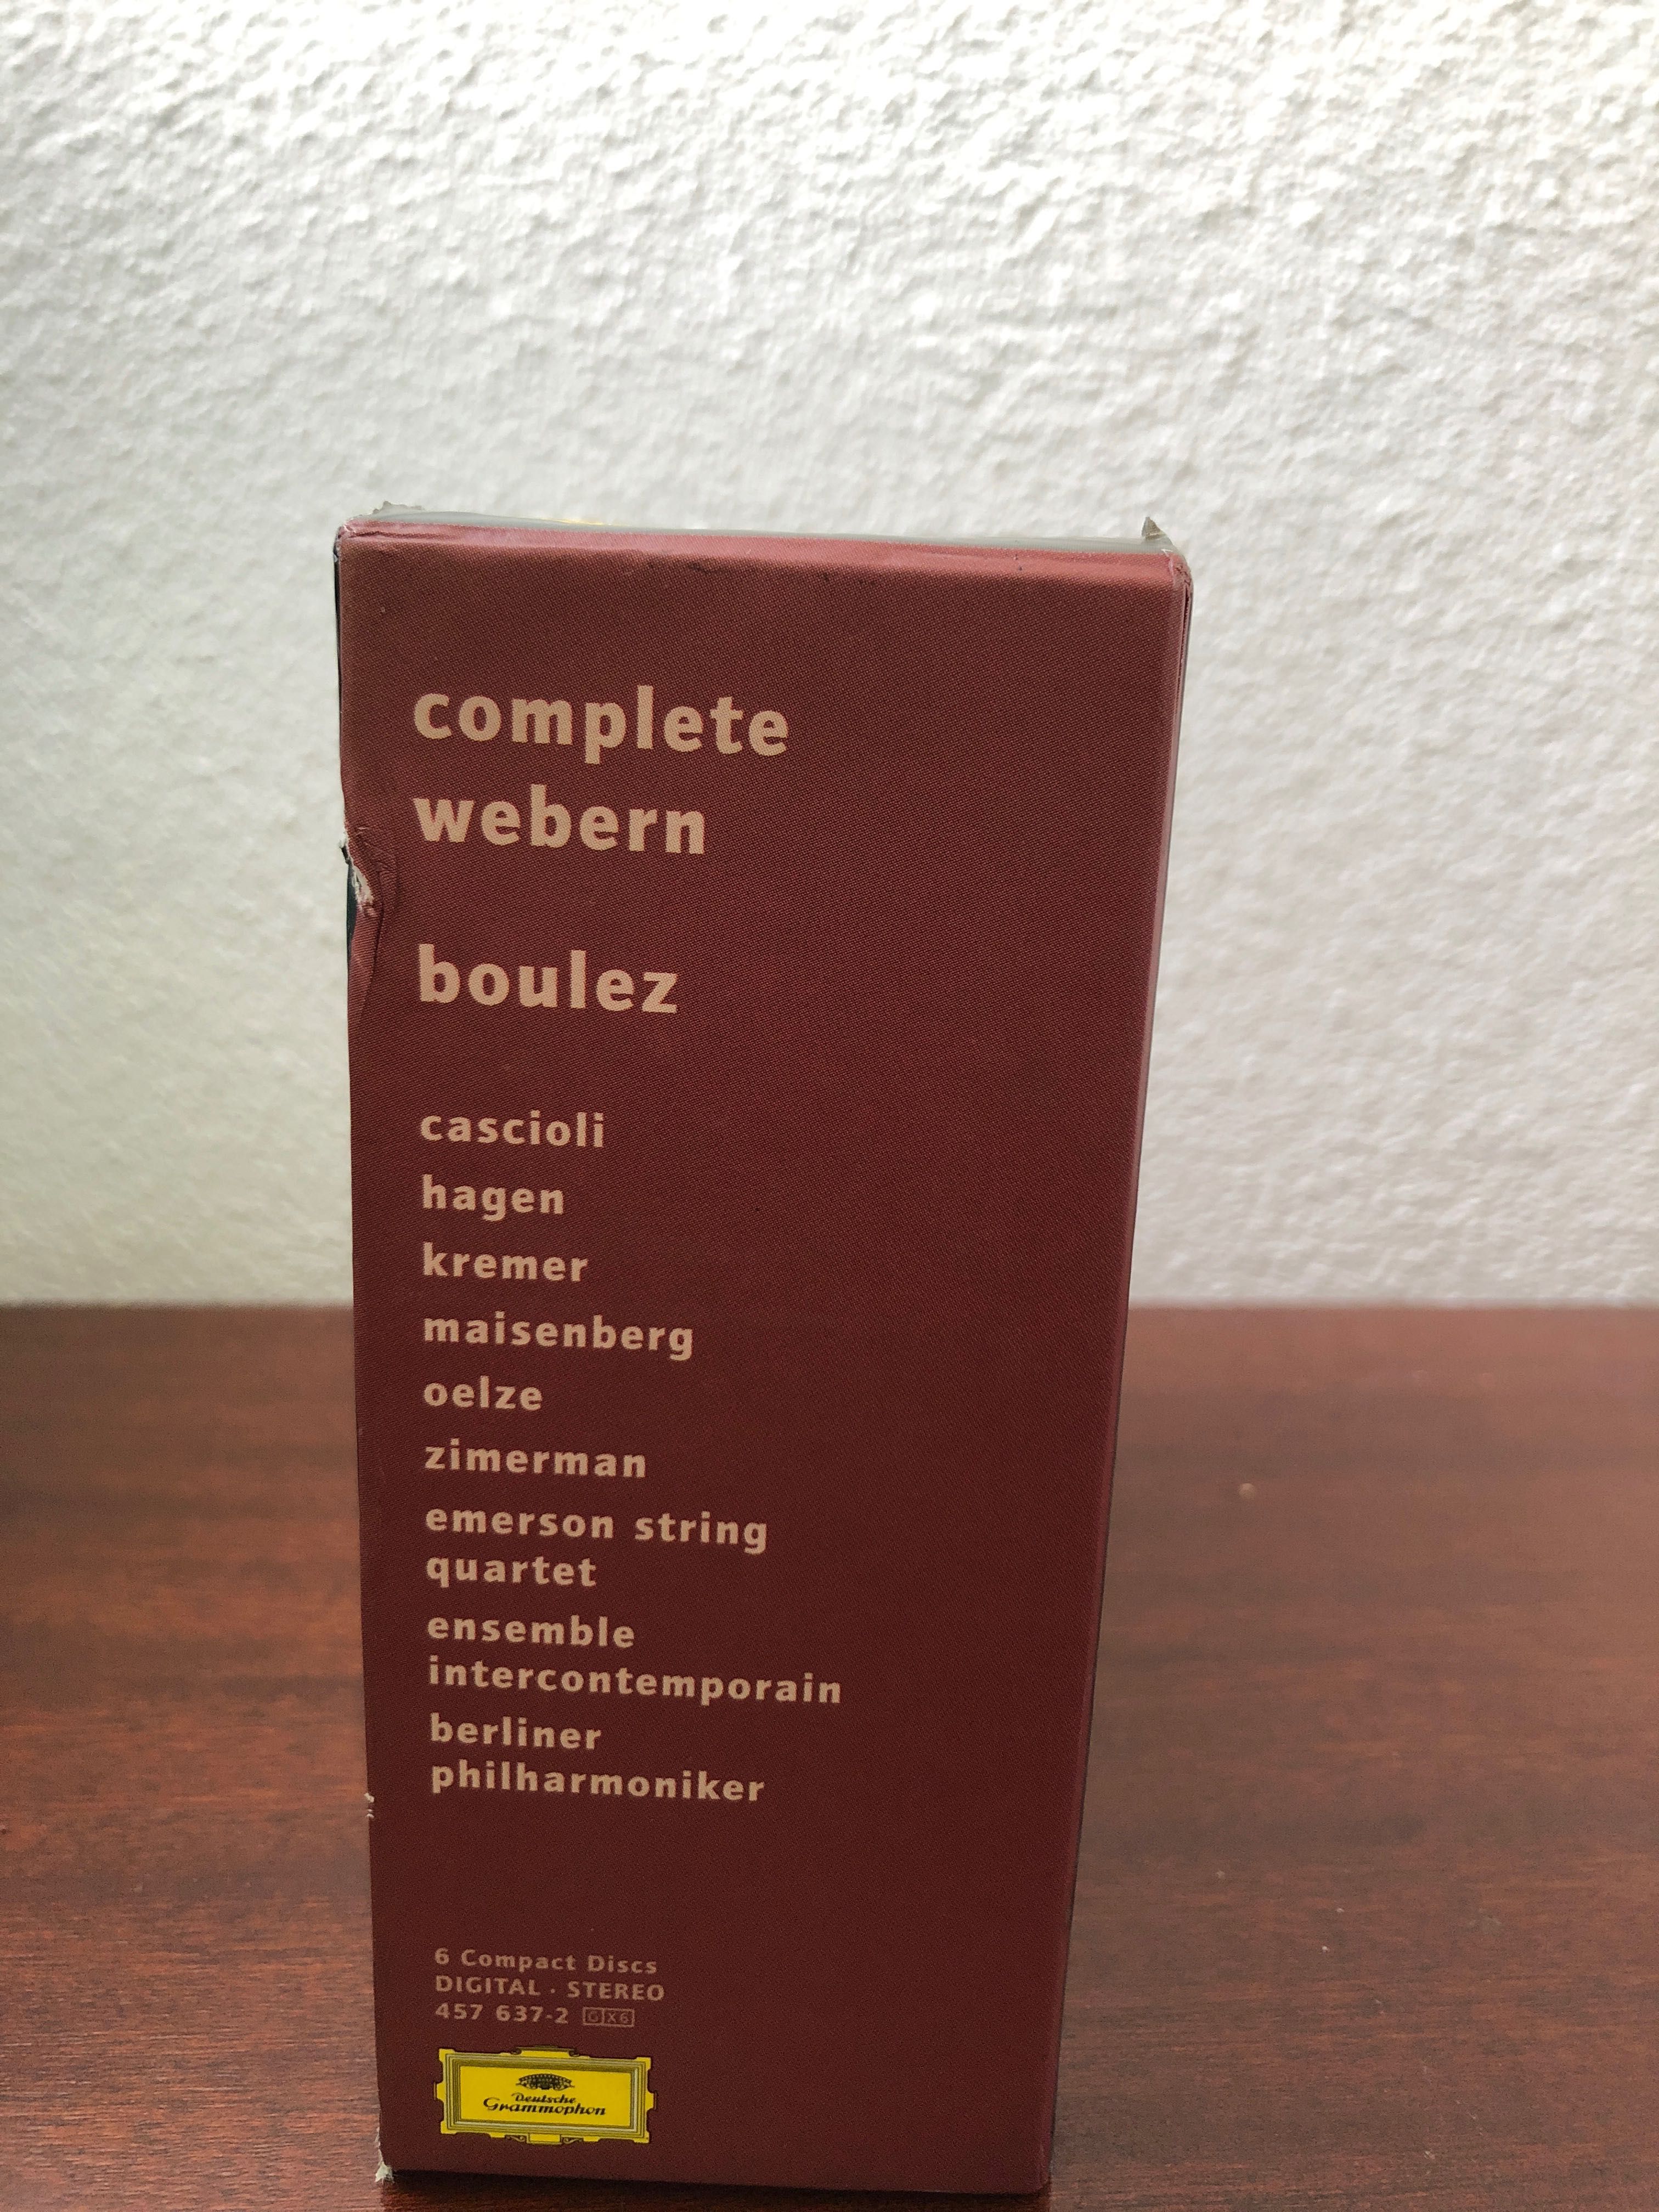 complete
webern
boulez
cascioli
hagen
kremer
maisenberg
oelze
zimerman
emerson string
quartet
ensemble
intercontemporain
berliner
philharmoniker
6 Compact Discs
DIGITAL · STEREO
457 637-2 G X6
Deutsche
Grammophon